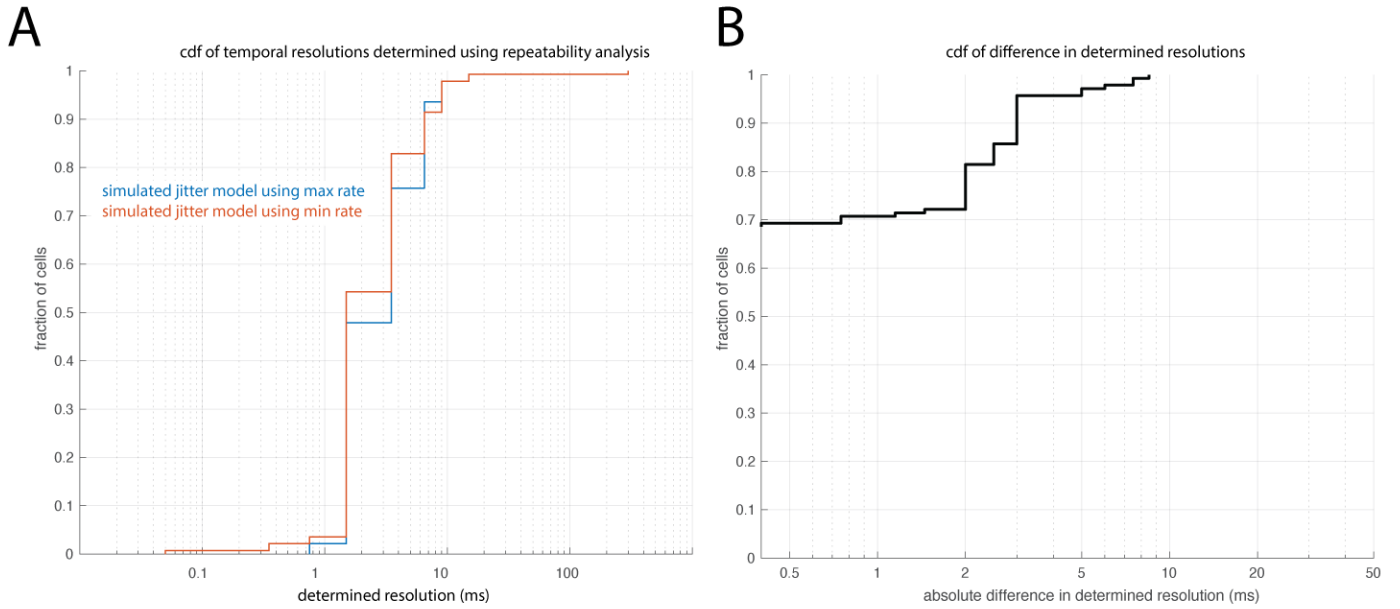 A
cdf of temporal resolutions determined using repeatability analysis
1
0.9
0.8
simulated jitter model using max rate
simulated jitter model using min rate
0.7
0.6
fraction of cells
0.5
0.4
0.3
0.2
0.1
0
0.1 1 10 100
determined resolution (ms)
B
cdf of difference in determined resolutions
1
0.9
0.8
0.7
0.6
fraction of cells
0.5
0.4
0.3
0.2
0.1
0
0.5 1 2 5 10 20 50
absolute difference in determined resolution (ms)